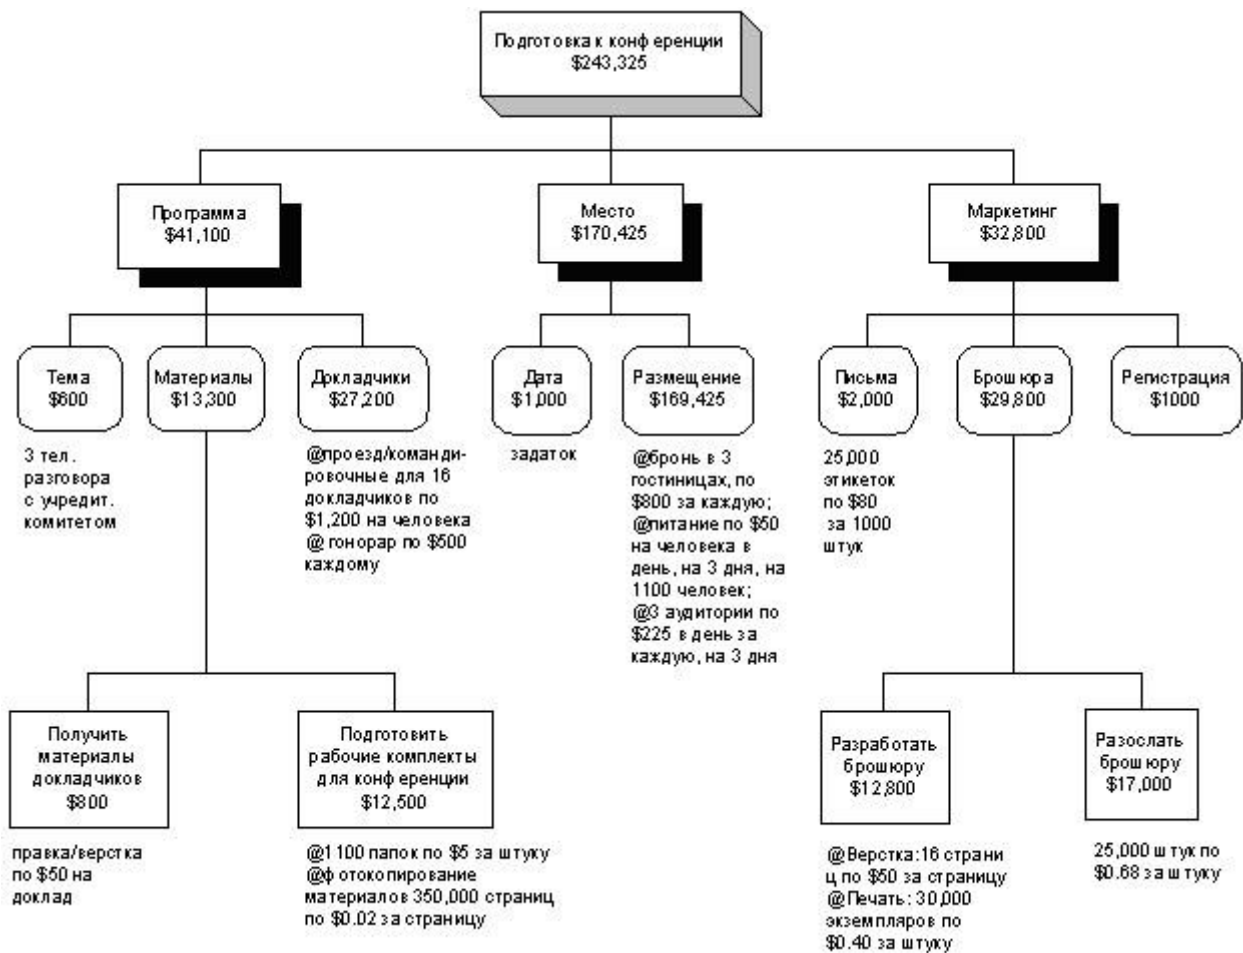 Подготовка к конференции
$243,325
Программа
$41,100
Место
$170,425
Маркетинг
$32,800
Тема
$600
Материалы
$13,300
Докладчики
$27,200
Дата
$1,000
Размещение
$169,425
Письма
$2,000
Брошюра
$29,800
Регистрация
$1000
3 тел.
разговора
с учредит.
комитетом
@проезд/команди-
ровочные для 16
докладчиков по
$1,200 на человека
@ гонорар по $500
каждому
задаток
@бронь в 3
гостиницах, по
$800 за каждую;
@питание по $50
на человека в
день, на 3 дня, на
1100 человек;
@3 аудитории по
$225 в день за
каждую, на 3 дня
25,000
этикеток
по $80
за 1000
штук
Получить
материалы
докладчиков
$800
Подготовить
рабочие комплекты
для конференции
$12,500
Разработать
брошюру
$12,800
Разослать
брошюру
$17,000
правка/верстка
по $50 на
доклад
@1100 папок по $5 за штуку
@фотокопирование
материалов 350,000 страниц
по $0.02 за страницу
@Верстка:16 страни
ц по $50 за страницу
@Печать: 30,000
экземпляров по
$0.40 за штуку
25,000 штук по
$0.68 за штуку